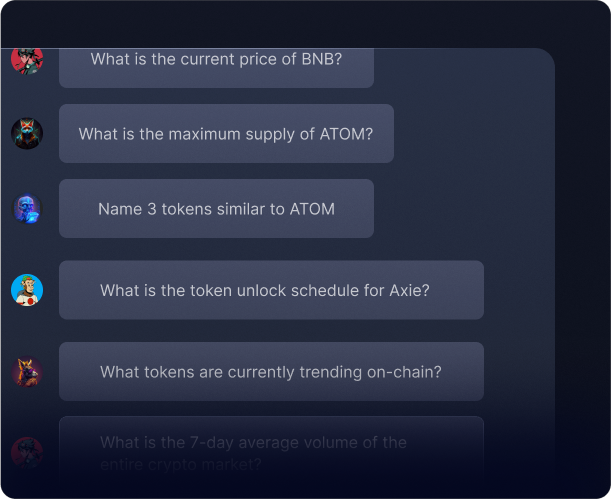 What is the current price of BNB?
What is the maximum supply of ATOM?
Name 3 tokens similar to ATOM
What is the token unlock schedule for Axie?
What tokens are currently trending on-chain?
What is the 7-day average volume of the
entire crypto market?